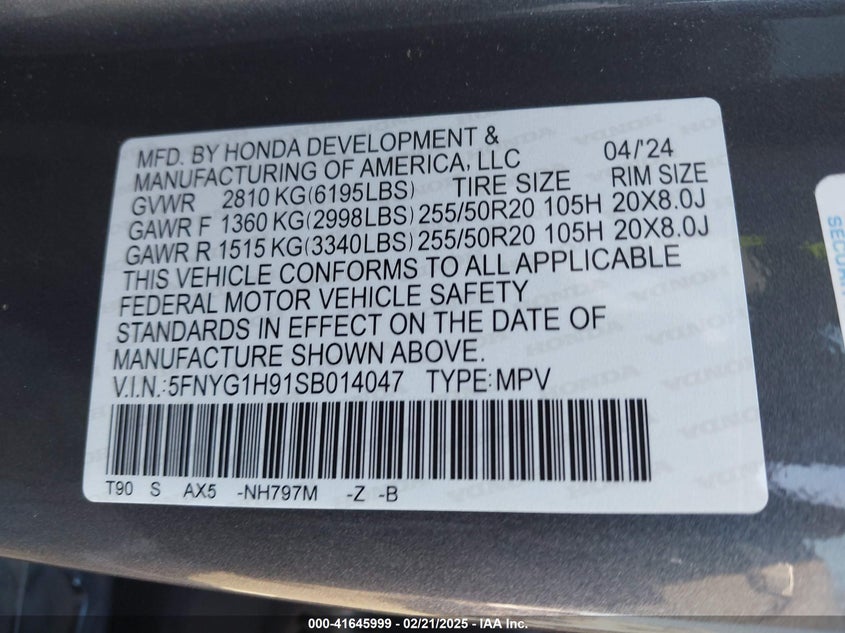 MFD. BY HONDA DEVELOPMENT &
MANUFACTURING OF AMERICA, LLC 04/'24
GVWR 2810 KG(6195LBS) TIRE SIZE RIM SIZE
GAWR F 1360 KG(2998LBS) 255/50R20 105H 20X8.0J
GAWR R 1515 KG(3340LBS) 255/50R20 105H 20X8.0J
THIS VEHICLE CONFORMS TO ALL APPLICABLE
FEDERAL MOTOR VEHICLE SAFETY
STANDARDS IN EFFECT ON THE DATE OF
MANUFACTURE SHOWN ABOVE.
V.I.N.:5FNYG1H91SB014047 TYPE:MPV
T90 S AX5 -NH797M -Z -B
000-41645999 — 02/21/2025 — IAA Inc.